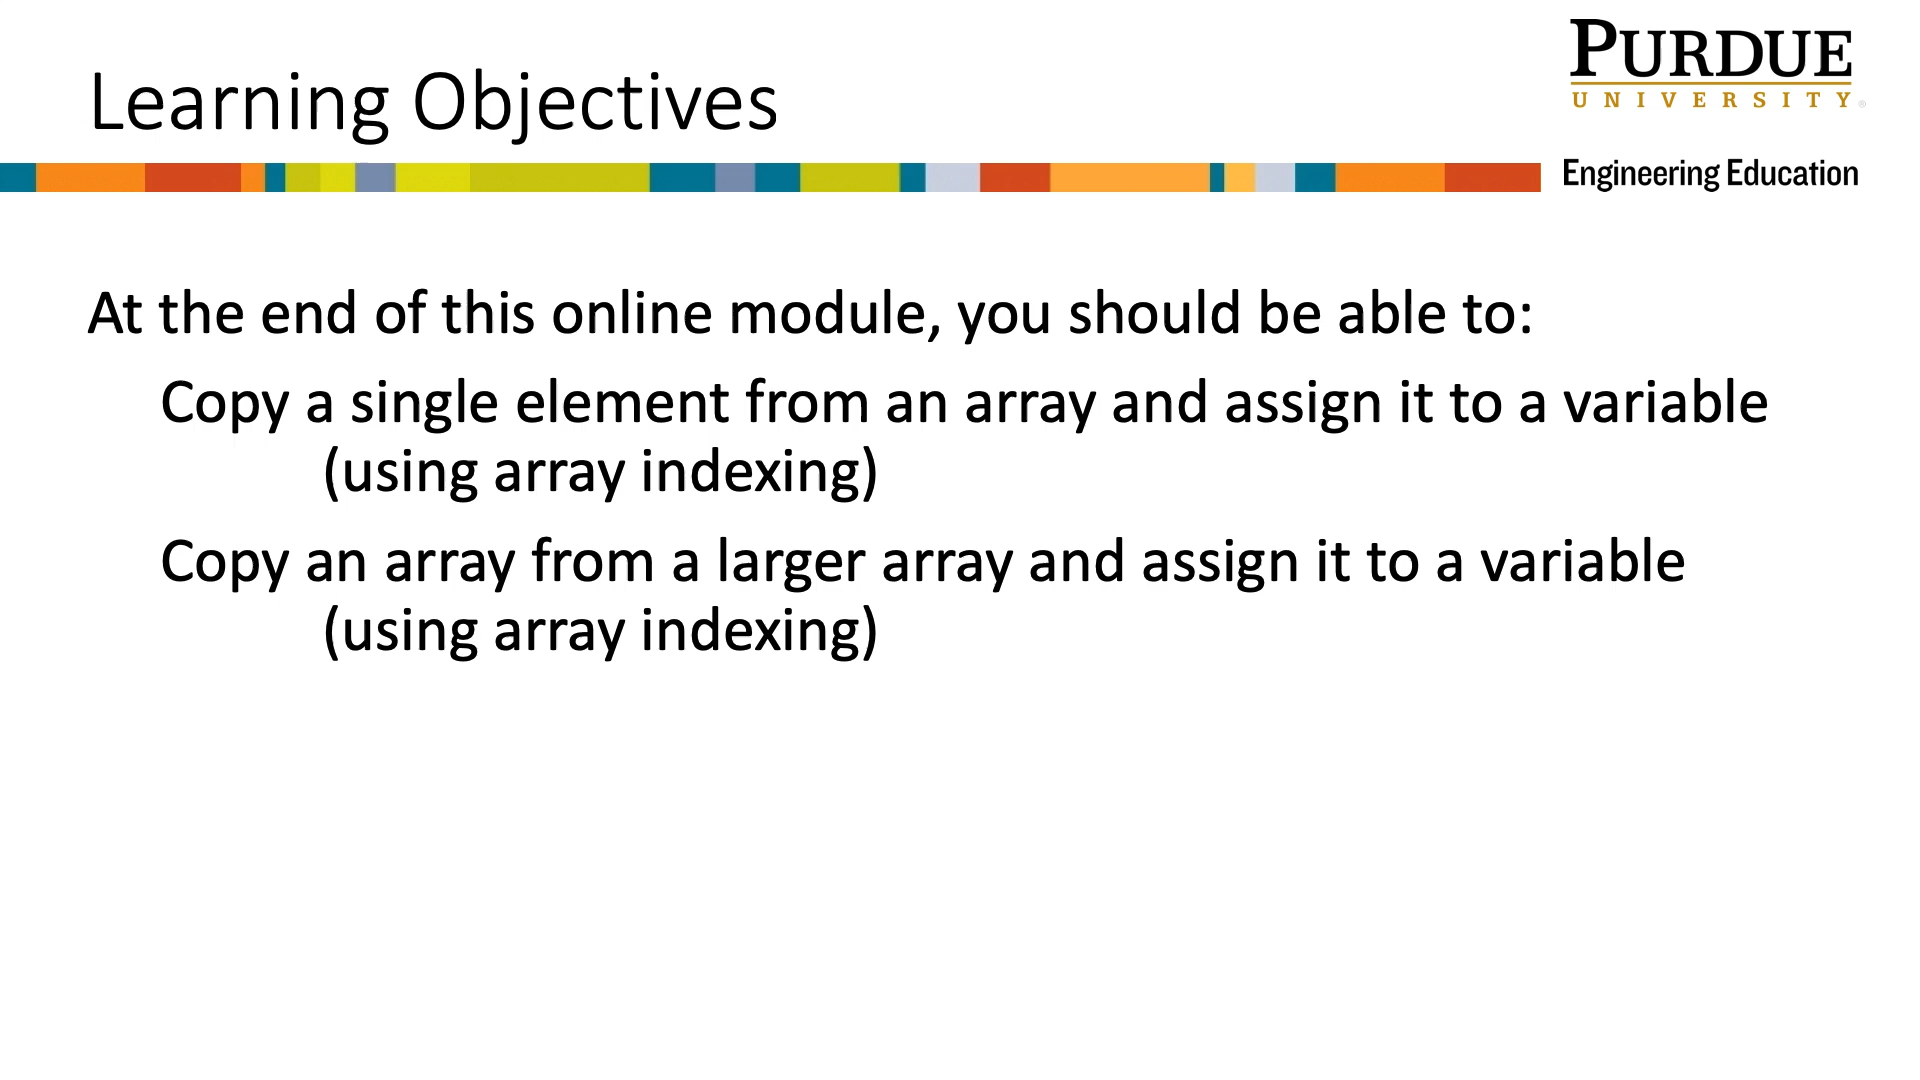 Learning Objectives
PURDUE
UNIVERSITY®
Engineering Education
At the end of this online module, you should be able to:
Copy a single element from an array and assign it to a variable
(using array indexing)
Copy an array from a larger array and assign it to a variable
(using array indexing)